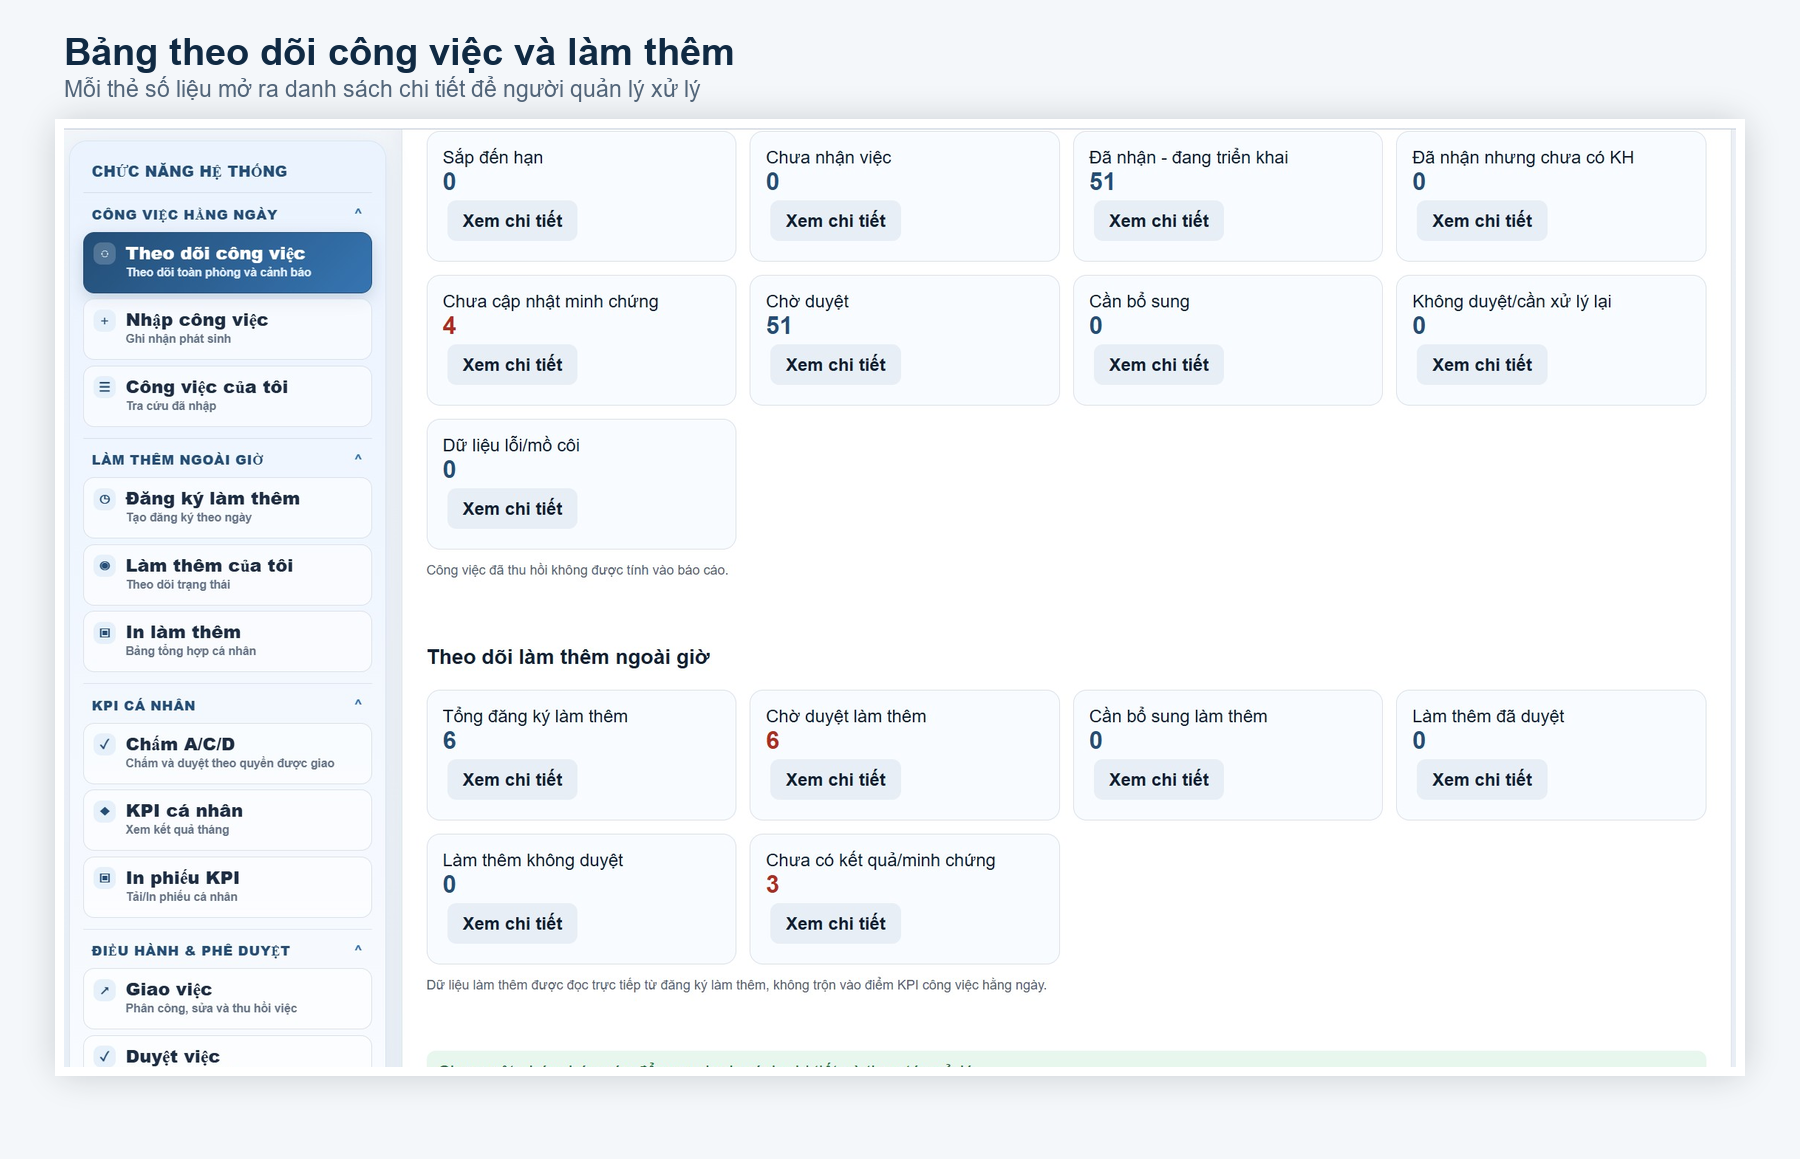 Bảng theo dõi công việc và làm thêm
Mỗi thẻ số liệu mở ra danh sách chi tiết để người quản lý xử lý
CHỨC NĂNG HỆ THỐNG
CÔNG VIỆC HẰNG NGÀY ^
Theo dõi công việc
Theo dõi toàn phòng và cảnh báo
+ Nhập công việc
Ghi nhận phát sinh
Công việc của tôi
Tra cứu đã nhập
LÀM THÊM NGOÀI GIỜ ^
Đăng ký làm thêm
Tạo đăng ký theo ngày
Làm thêm của tôi
Theo dõi trạng thái
In làm thêm
Bảng tổng hợp cá nhân
KPI CÁ NHÂN ^
✓ Chấm A/C/D
Chấm và duyệt theo quyền được giao
KPI cá nhân
Xem kết quả tháng
In phiếu KPI
Tải/In phiếu cá nhân
ĐIỀU HÀNH & PHÊ DUYỆT ^
Giao việc
Phân công, sửa và thu hồi việc
✓ Duyệt việc
Sắp đến hạn
0
Xem chi tiết
Chưa nhận việc
0
Xem chi tiết
Đã nhận - đang triển khai
51
Xem chi tiết
Đã nhận nhưng chưa có KH
0
Xem chi tiết
Chưa cập nhật minh chứng
4
Xem chi tiết
Chờ duyệt
51
Xem chi tiết
Cần bổ sung
0
Xem chi tiết
Không duyệt/cần xử lý lại
0
Xem chi tiết
Dữ liệu lỗi/mồ côi
0
Xem chi tiết
Công việc đã thu hồi không được tính vào báo cáo.
Theo dõi làm thêm ngoài giờ
Tổng đăng ký làm thêm
6
Xem chi tiết
Chờ duyệt làm thêm
6
Xem chi tiết
Cần bổ sung làm thêm
0
Xem chi tiết
Làm thêm đã duyệt
0
Xem chi tiết
Làm thêm không duyệt
0
Xem chi tiết
Chưa có kết quả/minh chứng
3
Xem chi tiết
Dữ liệu làm thêm được đọc trực tiếp từ đăng ký làm thêm, không trộn vào điểm KPI công việc hằng ngày.